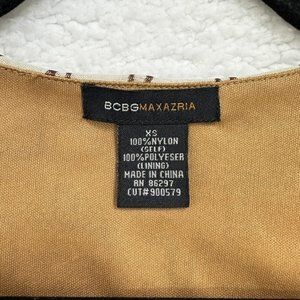 BCBGMAXAZRIA
XS
100%NYLON
(SELF)
100%POLYESER
(LINING)
MADE IN CHINA
RN 86297
CUT#900579